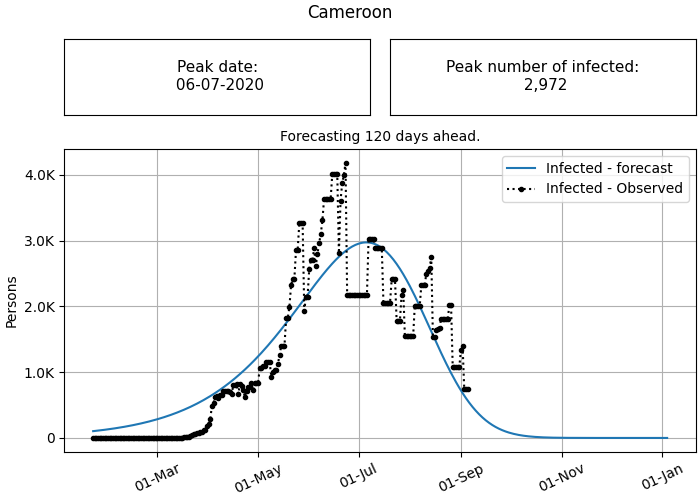 Cameroon
Peak date:
06-07-2020
Peak number of infected:
2,972
Forecasting 120 days ahead.
Infected - forecast
Infected - Observed
4.0K
3.0K
2.0K
1.0K
0
Persons
01-Mar
01-May
01-Jul
01-Sep
01-Nov
01-Jan